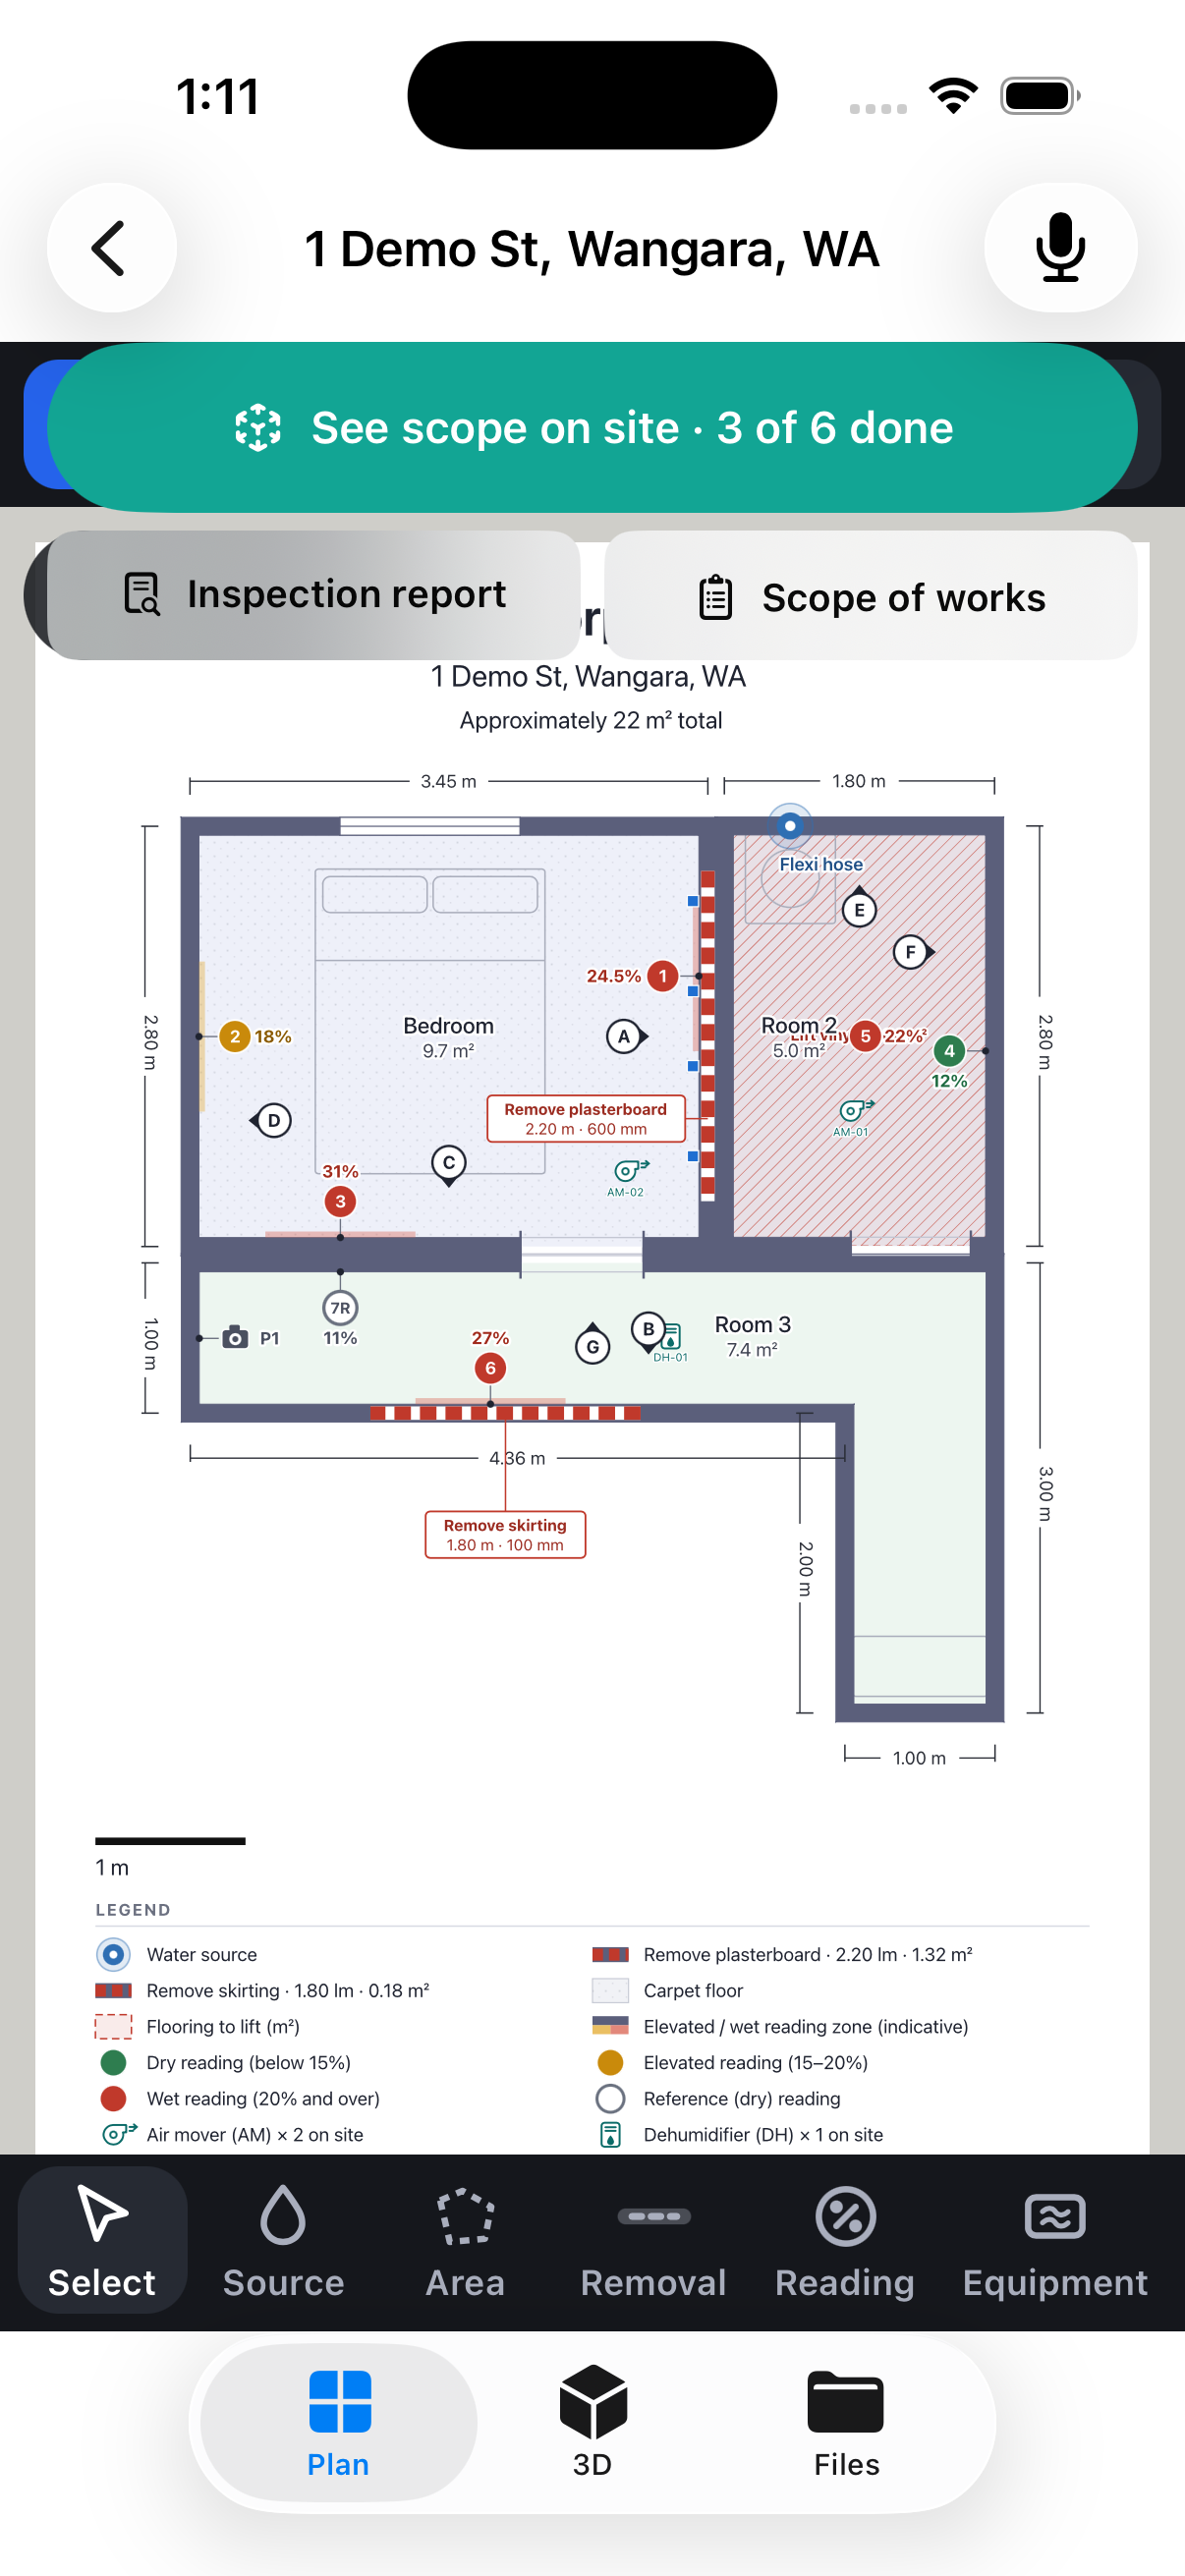 1:11
1 Demo St, Wangara, WA
See scope on site · 3 of 6 done
Inspection report
Scope of works
1 Demo St, Wangara, WA
Approximately 22 m² total
3.45 m
1.80 m
Flexi hose
E
F
24.5% 1
2.80 m
2 18%
Bedroom
9.7 m²
A
Room 2
5.0 m²
5 22%
4
12%
2.80 m
Remove plasterboard
2.20 m · 600 mm
AM-01
D
C
AM-02
31%
3
7R
11%
P1
1.00 m
27%
6
G
B
DH-01
Room 3
7.4 m²
4.36 m
Remove skirting
1.80 m · 100 mm
2.00 m
3.00 m
1.00 m
1 m
LEGEND
Water source
Remove plasterboard · 2.20 lm · 1.32 m²
Remove skirting · 1.80 lm · 0.18 m²
Carpet floor
Flooring to lift (m²)
Elevated / wet reading zone (indicative)
Dry reading (below 15%)
Elevated reading (15–20%)
Wet reading (20% and over)
Reference (dry) reading
Air mover (AM) × 2 on site
Dehumidifier (DH) × 1 on site
Select
Source
Area
Removal
Reading
Equipment
Plan
3D
Files